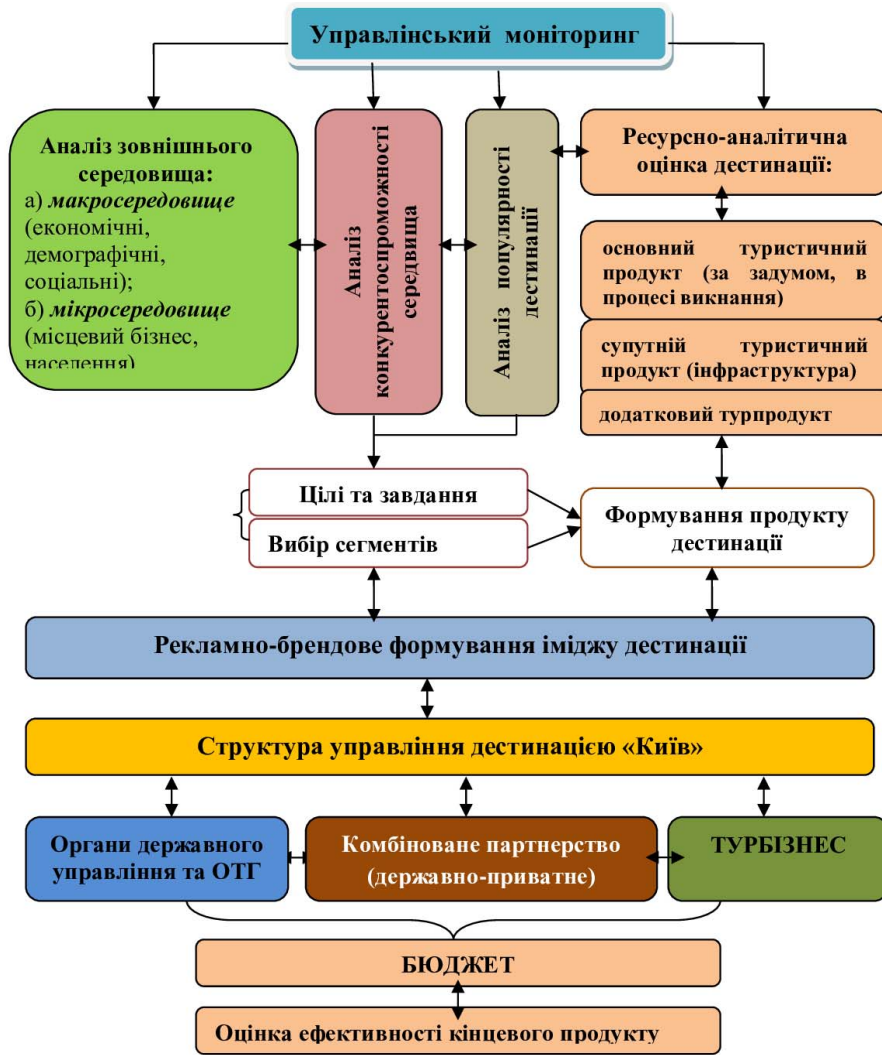 Управлінський моніторинг
Аналіз зовнішнього
середовища:
а) макросередовище
(економічні,
демографічні,
соціальні);
б) мікросередовище
(місцевий бізнес,
населення)
Аналіз
конкурентоспроможності
середвища
Аналіз популярності
дестинації
Ресурсно-аналітична
оцінка дестинації:
основний туристичний
продукт (за задумом, в
процесі викнання)
супутній туристичний
продукт (інфраструктура)
додатковий турпродукт
Цілі та завдання
Вибір сегментів
Формування продукту
дестинації
Рекламно-брендове формування іміджу дестинації
Структура управління дестинацією «Київ»
Органи державного
управління та ОТГ
Комбіноване партнерство
(державно-приватне)
ТУРБІЗНЕС
БЮДЖЕТ
Оцінка ефективності кінцевого продукту